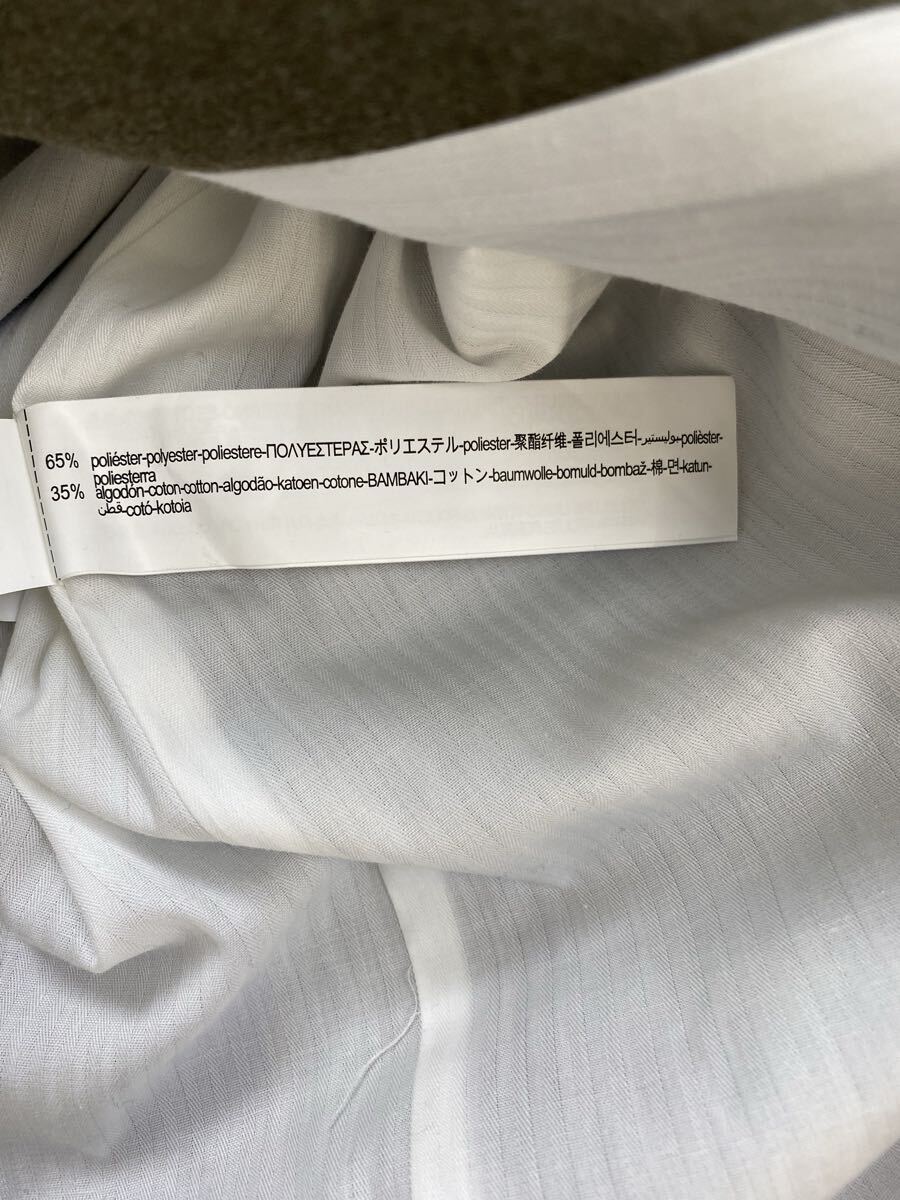 65% poliéster-polyester-poliestere-ΠΟΛΥΕΣΤΕΡΑΣ-ポリエステル-poliester-聚酯纤维-폴리에스터-بوليستير-polièster-
poliesterra
35% algodón-coton-cotton-algodão-katoen-cotone-BAMBAKI-コットン-baumwolle-bomuld-bombaž-棉-면-katun-
قطن-cotó-kotoia